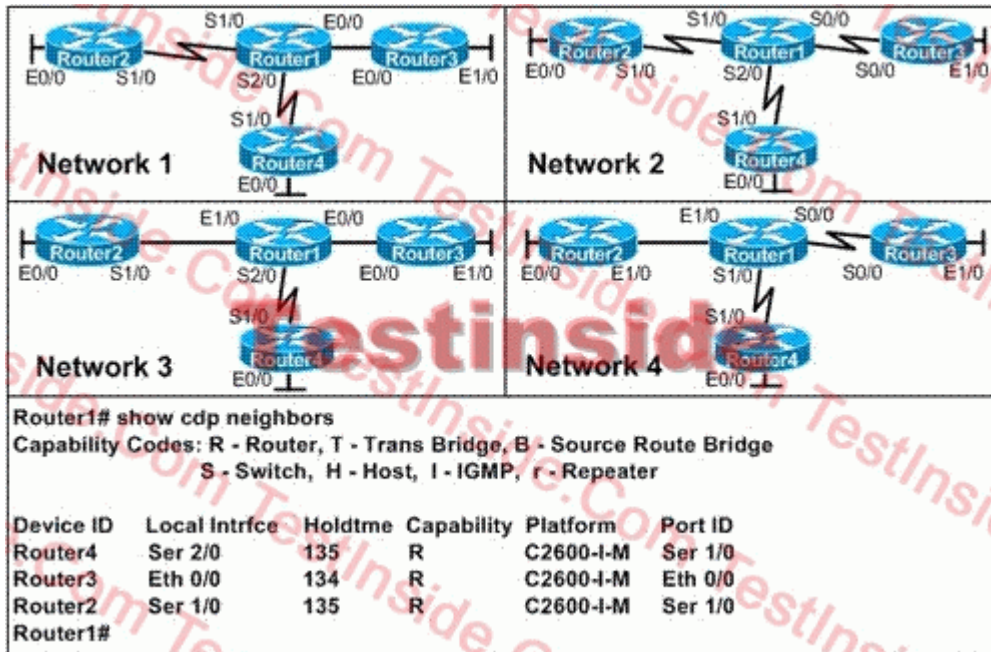 S1/0 E0/0
Router2 Router1 Router3
E0/0 S1/0 S2/0 E0/0 E1/0
S1/0
Router4
Network 1
E0/0
S1/0 S0/0
Router2 Router1 Router3
E0/0 S1/0 S2/0 S0/0 E1/0
S1/0
Router4
Network 2
E0/0
E1/0 E0/0
Router2 Router1 Router3
E0/0 S1/0 S2/0 E0/0 E1/0
S1/0
Router4
Network 3
E0/0
E1/0 S0/0
Router2 Router1 Router3
E0/0 E1/0 S1/0 S0/0 E1/0
S1/0
Router4
Network 4
E0/0
TestInside
Router1# show cdp neighbors
Capability Codes: R - Router, T - Trans Bridge, B - Source Route Bridge
S - Switch, H - Host, I - IGMP, r - Repeater
Device ID Local Intrfce Holdtme Capability Platform Port ID
Router4 Ser 2/0 135 R C2600-I-M Ser 1/0
Router3 Eth 0/0 134 R C2600-I-M Eth 0/0
Router2 Ser 1/0 135 R C2600-I-M Ser 1/0
Router1#
TestInside.Com TestInside.Com TestInside.Com